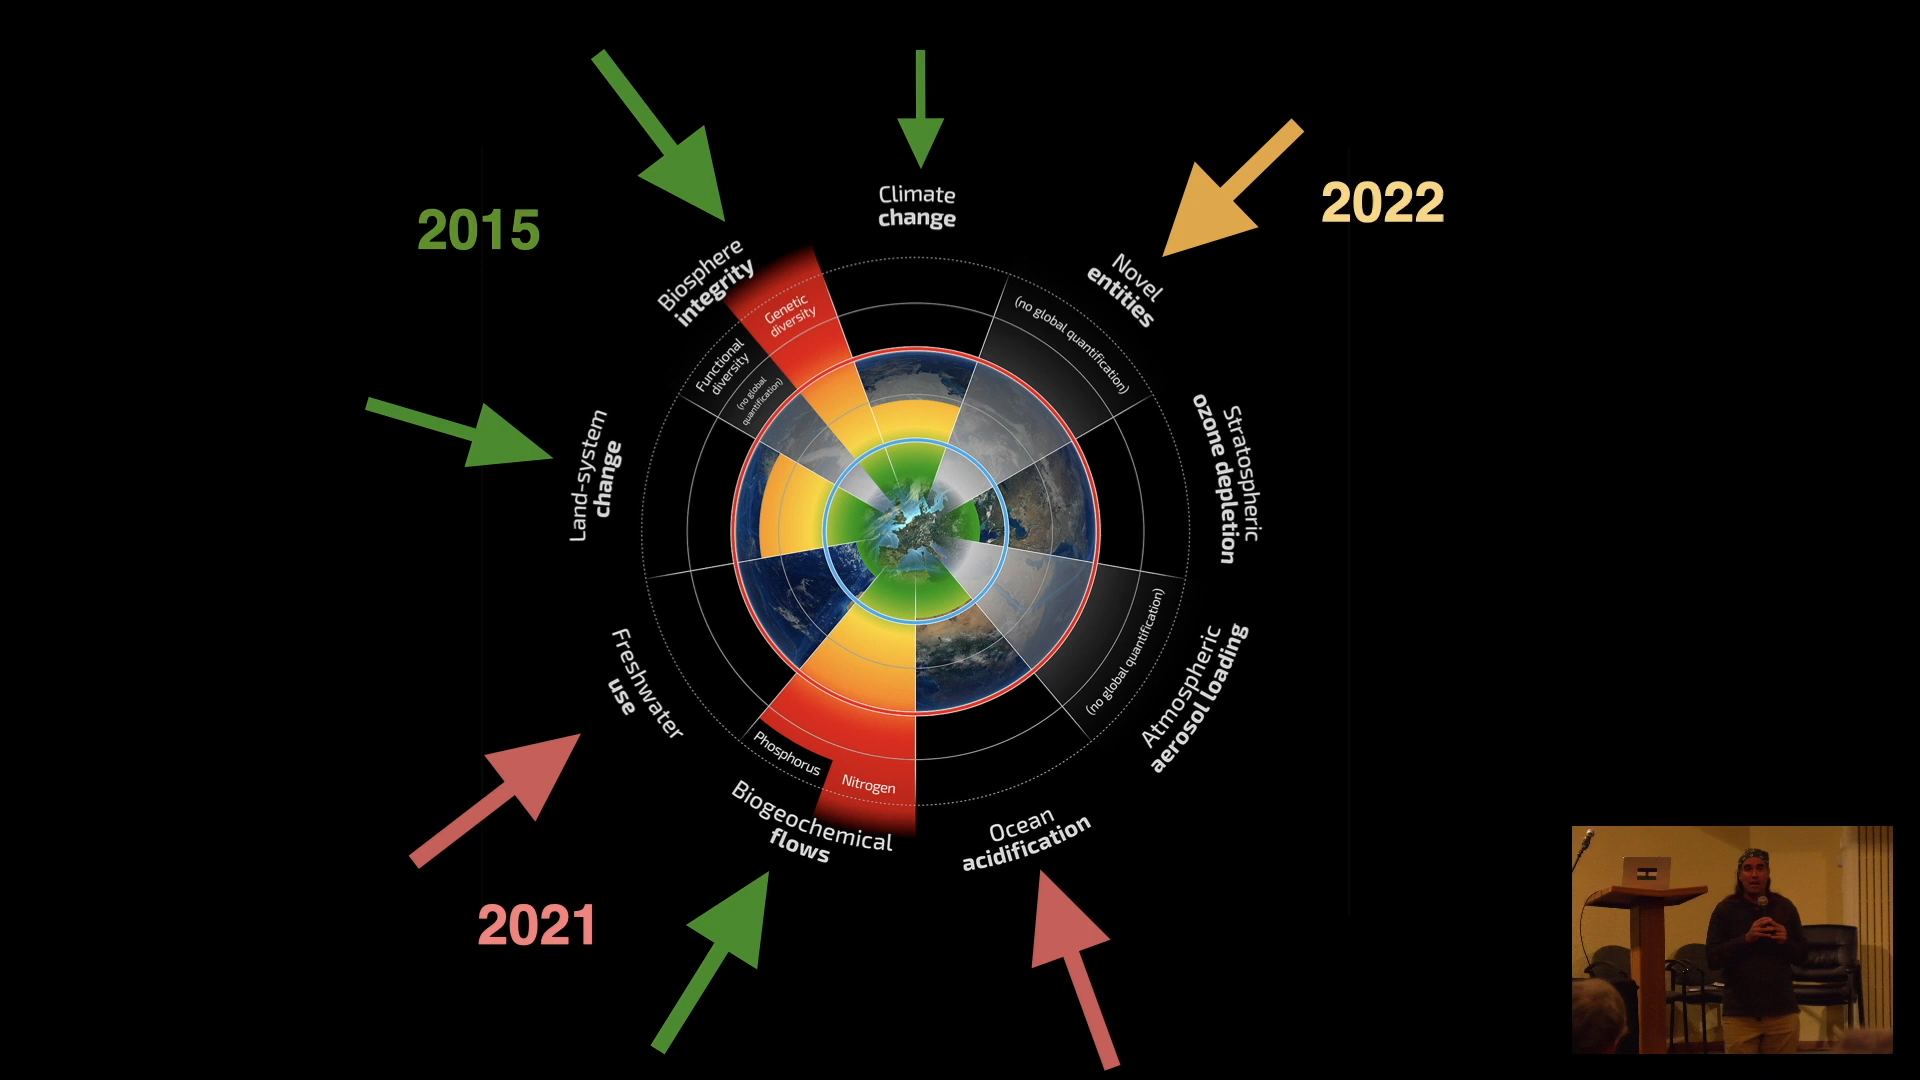 Climate
change
2022
2015
Novel
entities
Biosphere
integrity
Genetic
diversity
(no global quantification)
Functional
diversity
(no global
quantification)
Stratospheric
ozone depletion
Land-system
change
(no global quantification)
Atmospheric
aerosol loading
Freshwater
use
Phosphorus
Nitrogen
Biogeochemical
flows
Ocean
acidification
2021